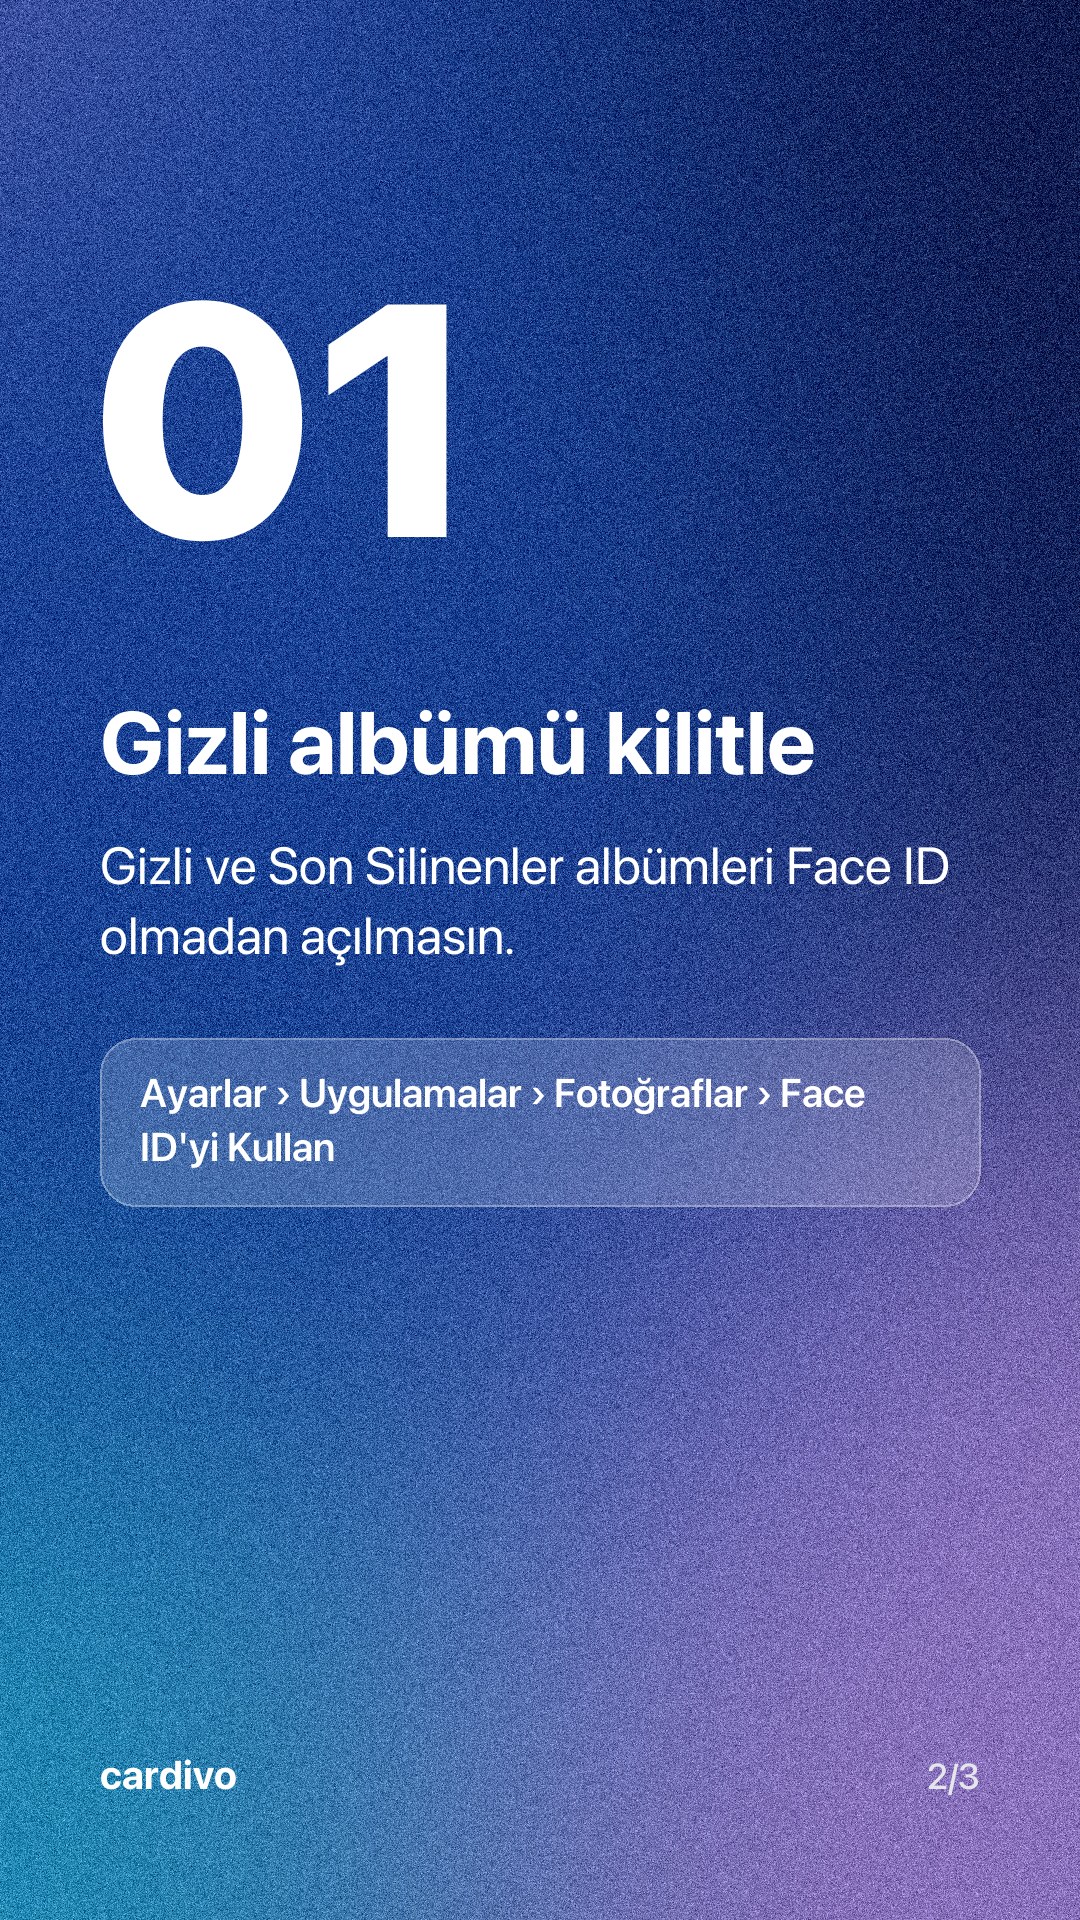 01
Gizli albümü kilitle
Gizli ve Son Silinenler albümleri Face ID
olmadan açılmasın.
Ayarlar › Uygulamalar › Fotoğraflar › Face
ID'yi Kullan
cardivo
2/3